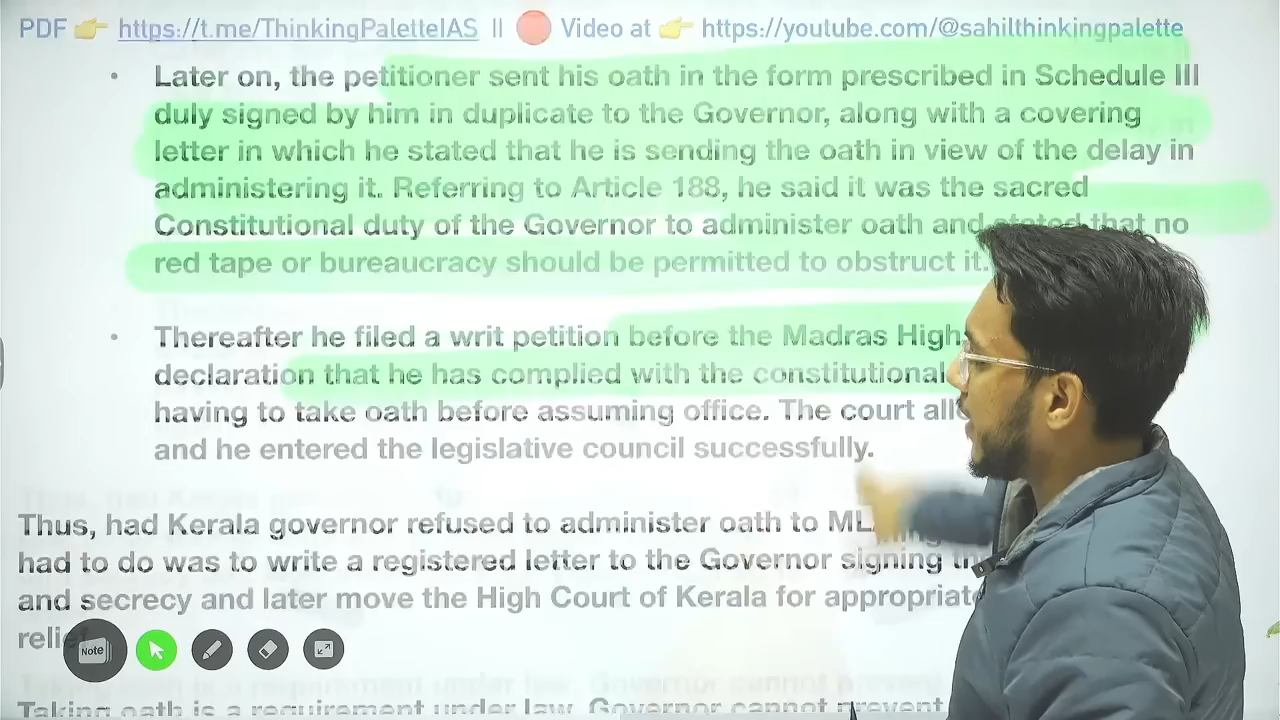 PDF 👉 https://t.me/ThinkingPaletteIAS || 🔴 Video at 👉 https://youtube.com/@sahilthinkingpalette
• Later on, the petitioner sent his oath in the form prescribed in Schedule III
duly signed by him in duplicate to the Governor, along with a covering
letter in which he stated that he is sending the oath in view of the delay in
administering it. Referring to Article 188, he said it was the sacred
Constitutional duty of the Governor to administer oath and stated that no
red tape or bureaucracy should be permitted to obstruct it.
• Thereafter he filed a writ petition before the Madras High
declaration that he has complied with the constitutional
having to take oath before assuming office. The court
and he entered the legislative council successfully.
Thus, had Kerala governor refused to administer oath to
had to do was to write a registered letter to the Governor signing
and secrecy and later move the High Court of Kerala for
Note
Taking oath is a requirement under law, Governor cannot prevent